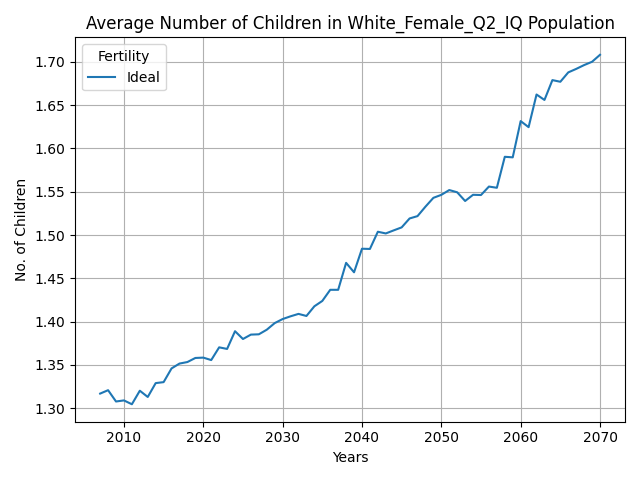 Average Number of Children in White_Female_Q2_IQ Population
Fertility
Ideal
No. of Children
1.70
1.65
1.60
1.55
1.50
1.45
1.40
1.35
1.30
2010 2020 2030 2040 2050 2060 2070
Years